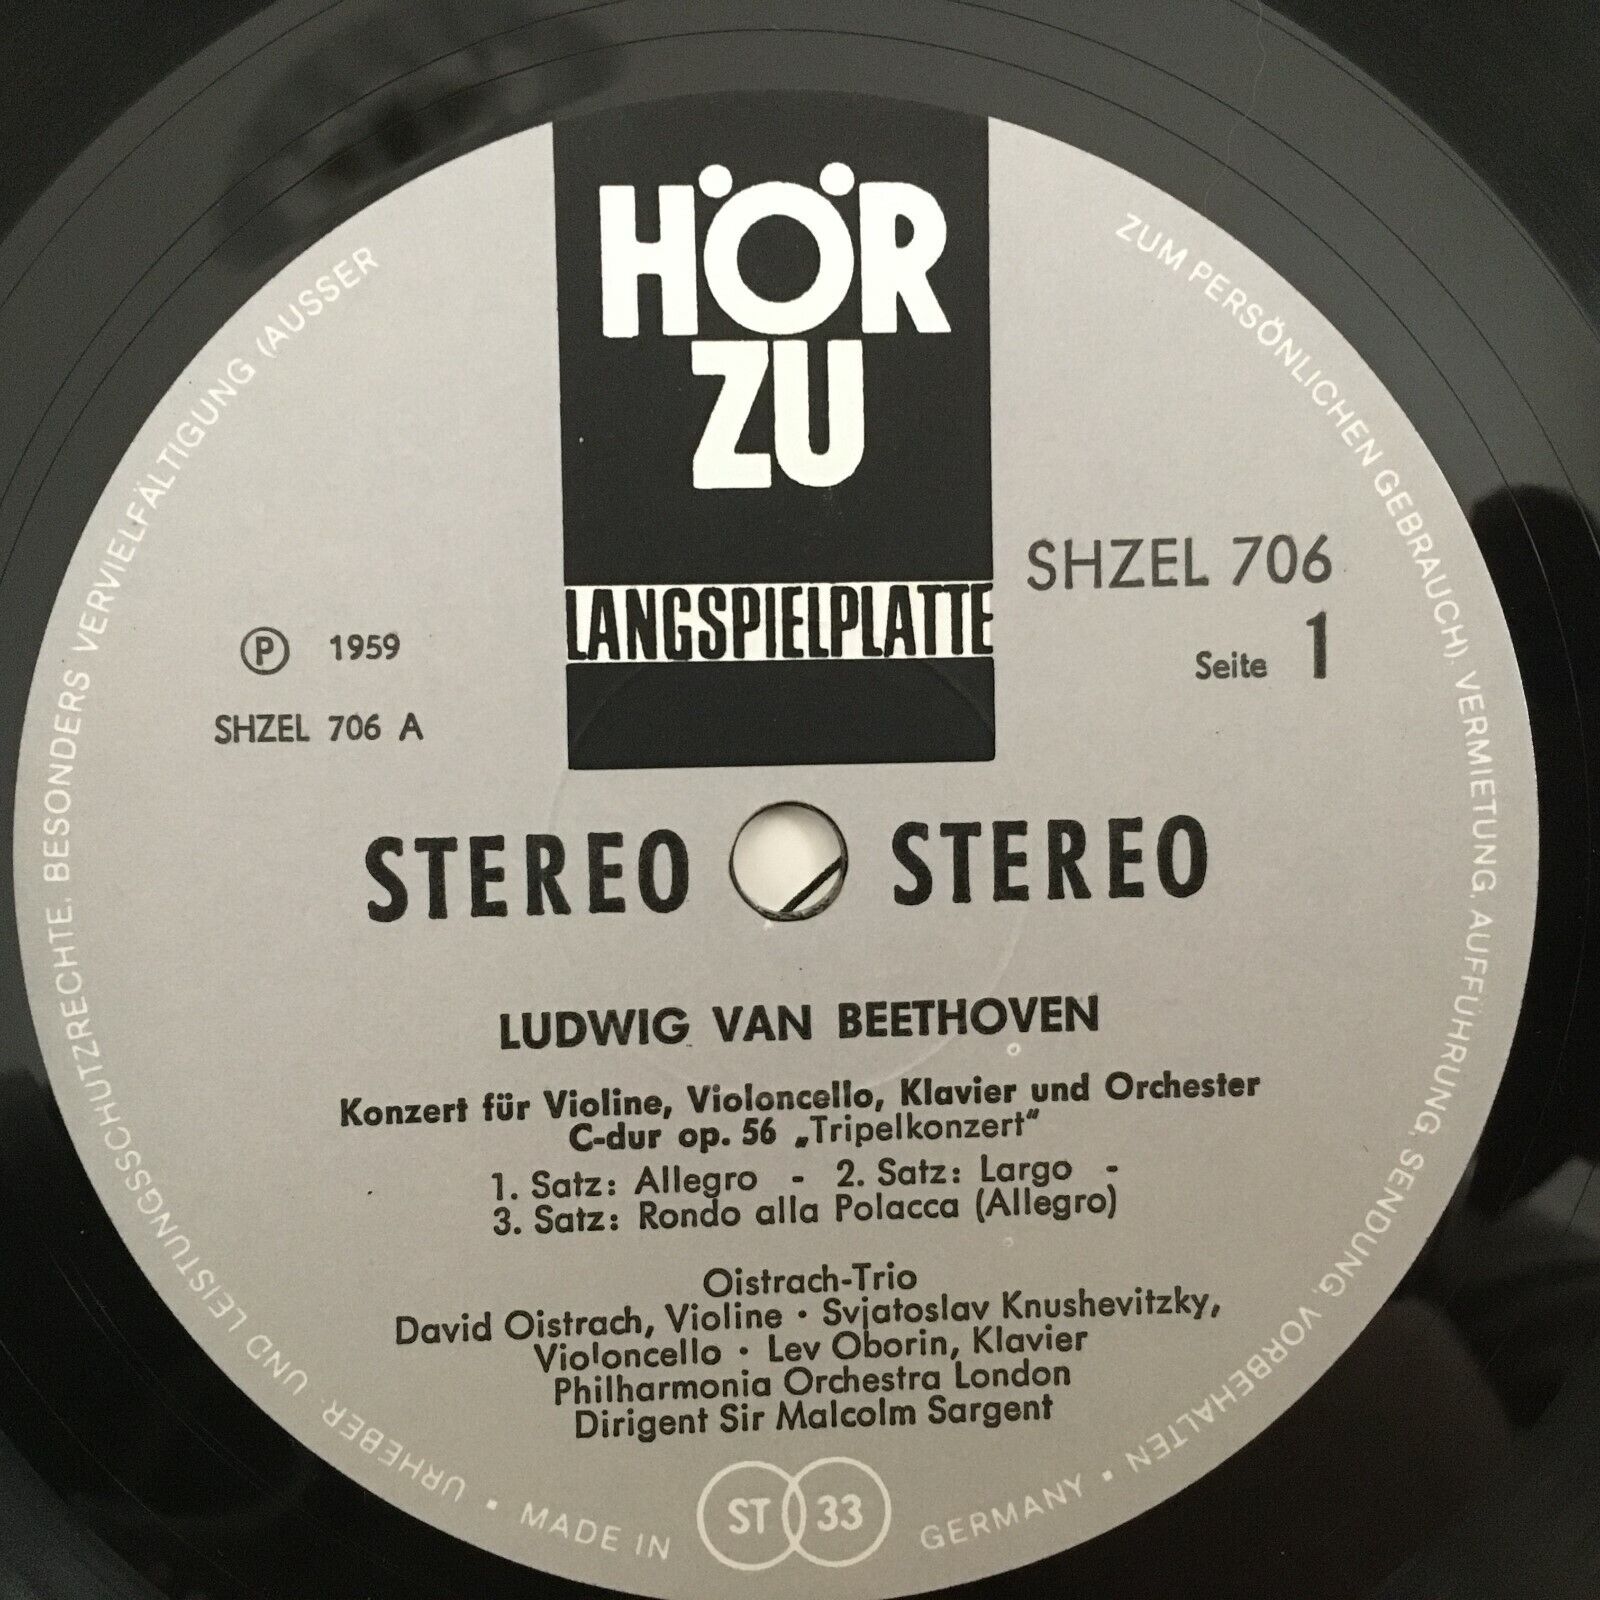 HÖR
ZU
LANGSPIELPLATTE
SHZEL 706
Seite 1
Ⓟ 1959
SHZEL 706 A
STEREO STEREO
LUDWIG VAN BEETHOVEN
Konzert für Violine, Violoncello, Klavier und Orchester
C-dur op. 56 „Tripelkonzert“
1. Satz: Allegro - 2. Satz: Largo -
3. Satz: Rondo alla Polacca (Allegro)
Oistrach-Trio
David Oistrach, Violine · Svjatoslav Knushevitzky,
Violoncello · Lev Oborin, Klavier
Philharmonia Orchestra London
Dirigent Sir Malcolm Sargent
ST 33
URHEBER- UND LEISTUNGSSCHUTZRECHTE, BESONDERS VERVIELFÄLTIGUNG (AUSSER
ZUM PERSÖNLICHEN GEBRAUCH), VERMIETUNG, AUFFÜHRUNG, SENDUNG, VORBEHALTEN ·
MADE IN GERMANY ·